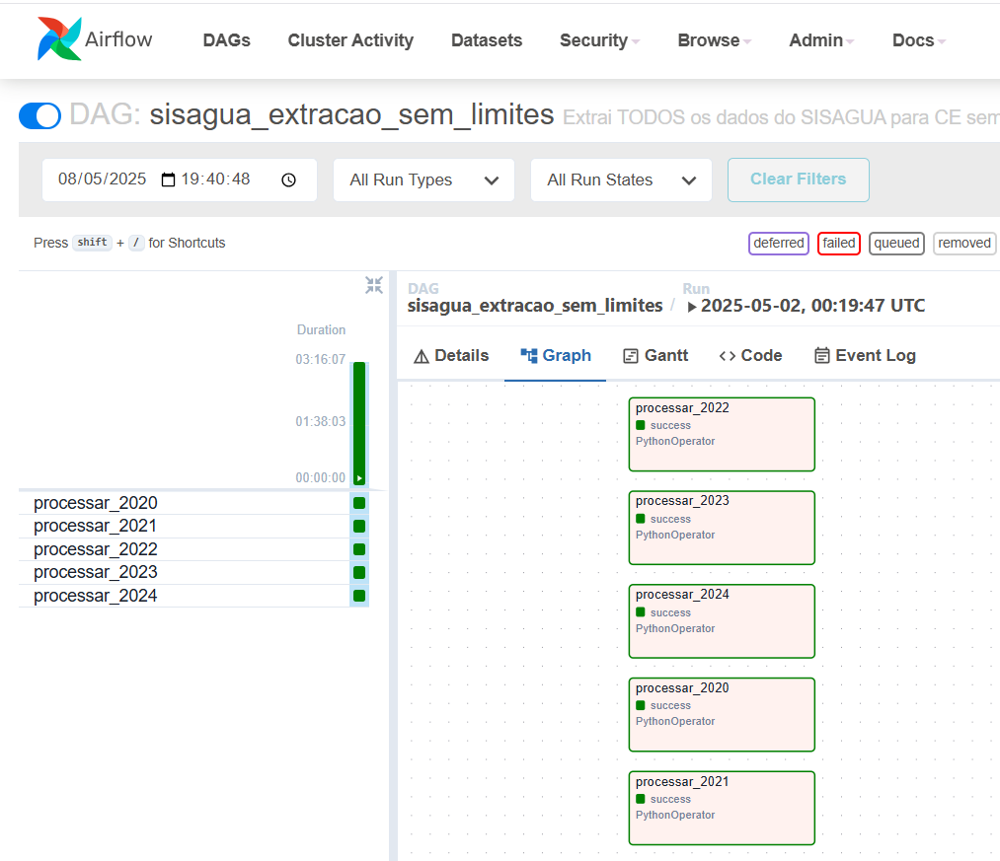 Airflow DAGs Cluster Activity Datasets Security Browse Admin Docs
DAG: sisagua_extracao_sem_limites Extrai TODOS os dados do SISAGUA para CE sem
08/05/2025 19:40:48 All Run Types All Run States Clear Filters
Press shift + / for Shortcuts deferred failed queued removed
DAG Run
sisagua_extracao_sem_limites / 2025-05-02, 00:19:47 UTC
Details Graph Gantt Code Event Log
Duration
03:16:07
01:38:03
00:00:00
processar_2020
processar_2021
processar_2022
processar_2023
processar_2024
processar_2022
success
PythonOperator
processar_2023
success
PythonOperator
processar_2024
success
PythonOperator
processar_2020
success
PythonOperator
processar_2021
success
PythonOperator